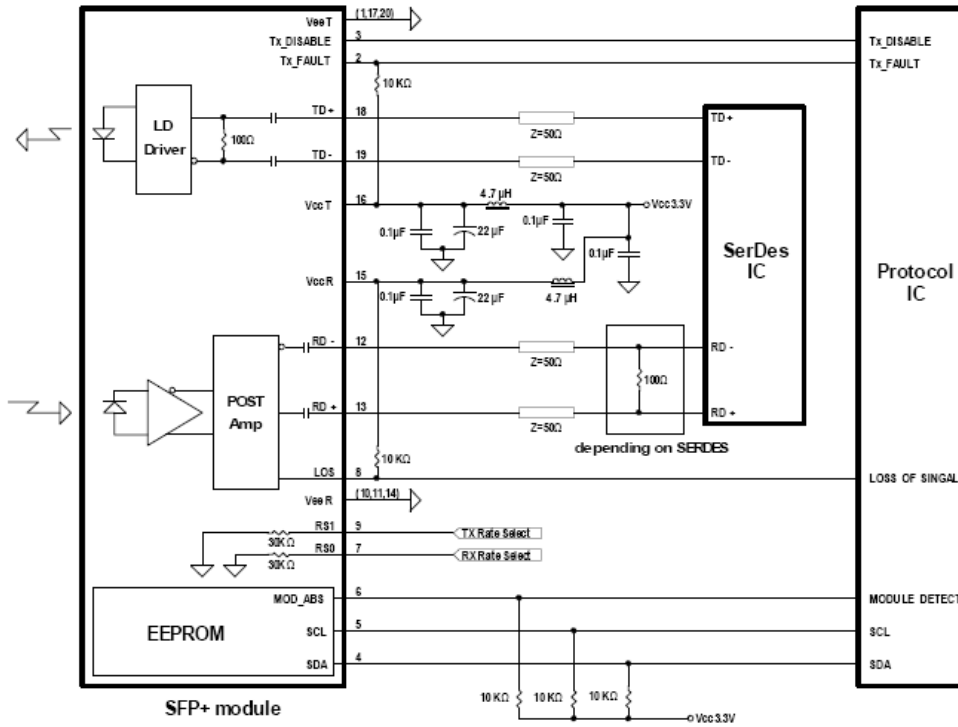 VeeT (1,17,20)
Tx_DISABLE 3 Tx_DISABLE
Tx_FAULT 2 Tx_FAULT
10 KΩ
LD
Driver
100Ω
TD+ 18 Z=50Ω TD+
TD- 19 Z=50Ω TD-
VccT 16 4.7 µH Vcc3.3V
0.1µF 22 µF 0.1µF 0.1µF
SerDes
IC
Protocol
IC
VccR 15
0.1µF 22 µF 4.7 µH
RD - 12 Z=50Ω RD -
100Ω
POST
Amp
RD + 13 Z=50Ω RD +
depending on SERDES
10 KΩ
LOS 8 LOSS OF SINGAL
VeeR (10,11,14)
RS1 9 TX Rate Select
30KΩ
RS0 7 RX Rate Select
30KΩ
MOD_ABS 6 MODULE DETECT
EEPROM
SCL 5 SCL
SDA 4 SDA
10 KΩ 10 KΩ 10 KΩ
Vcc3.3V
SFP+ module